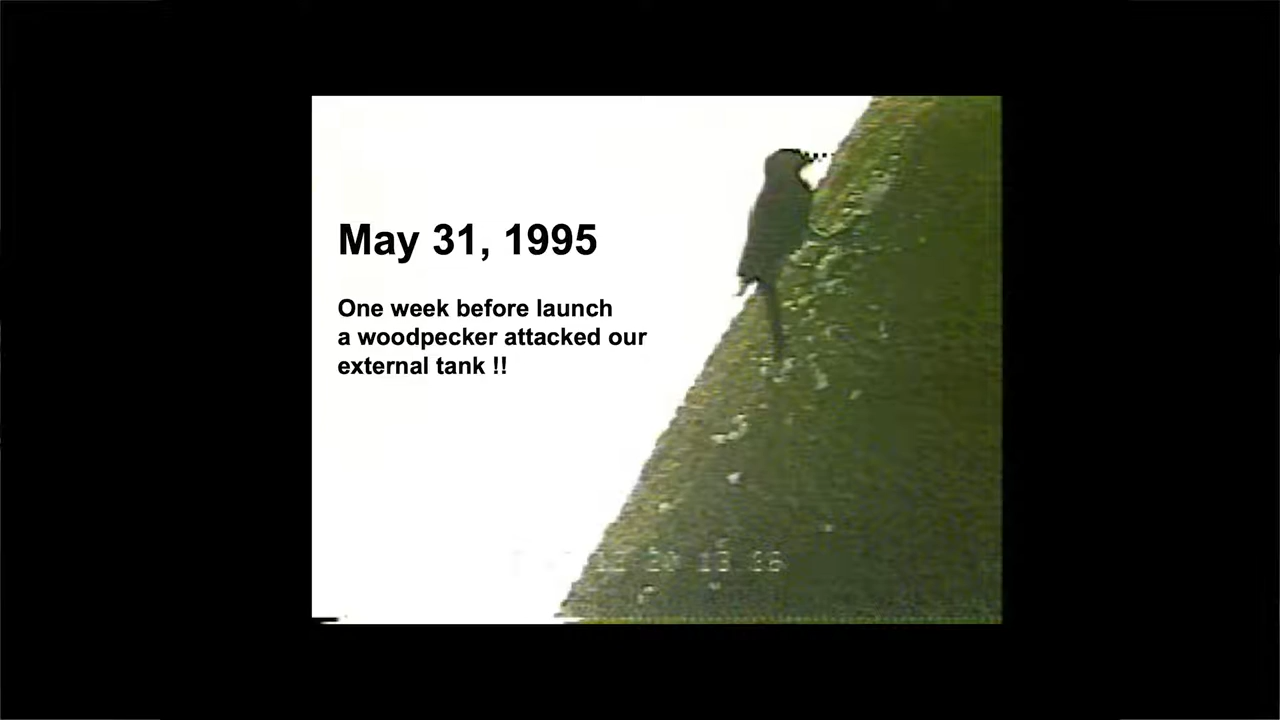 May 31, 1995
One week before launch
a woodpecker attacked our
external tank !!